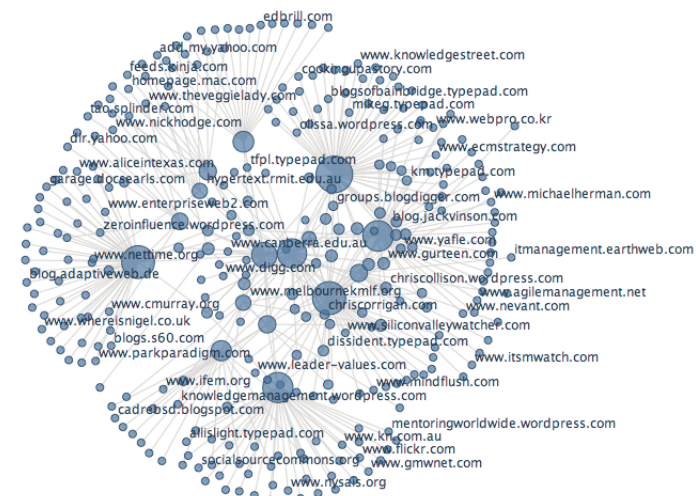 edbrill.com
add.my.yahoo.com
www.knowledgestreet.com
feeds.kinja.com
cookingupastory.com
homepage.mac.com
www.theveggielady.com
blogsofbainbridge.typepad.com
tao.splinder.com
mikeg.typepad.com
www.nickhodge.com
olissa.wordpress.com
www.webpro.co.kr
dir.yahoo.com
www.ecmstrategy.com
www.aliceintexas.com
tfpl.typepad.com
km.typepad.com
garage.docsearls.com
hypertext.rmit.edu.au
groups.blogdigger.com
www.michaelherman.com
www.enterpriseweb2.com
blog.jackvinson.com
zeroinfluence.wordpress.com
www.canberra.edu.au
www.yafle.com
itmanagement.earthweb.com
www.nettime.org
www.gurteen.com
www.digg.com
blog.adaptiveweb.de
chriscollison.wordpress.com
www.melbournekmlf.org
www.agilemanagement.net
www.cmurray.org
chriscorrigan.com
www.nevant.com
www.whereisnigel.co.uk
www.siliconvalleywatcher.com
blogs.s60.com
dissident.typepad.com
www.parkparadigm.com
www.itsmwatch.com
www.leader-values.com
www.ifem.org
www.mindflush.com
knowledgemanagement.wordpress.com
cadrebsd.blogspot.com
mentoringworldwide.wordpress.com
allislight.typepad.com
www.kn.com.au
www.flickr.com
socialsourcecommons.org
www.gmwnet.com
www.nysais.org